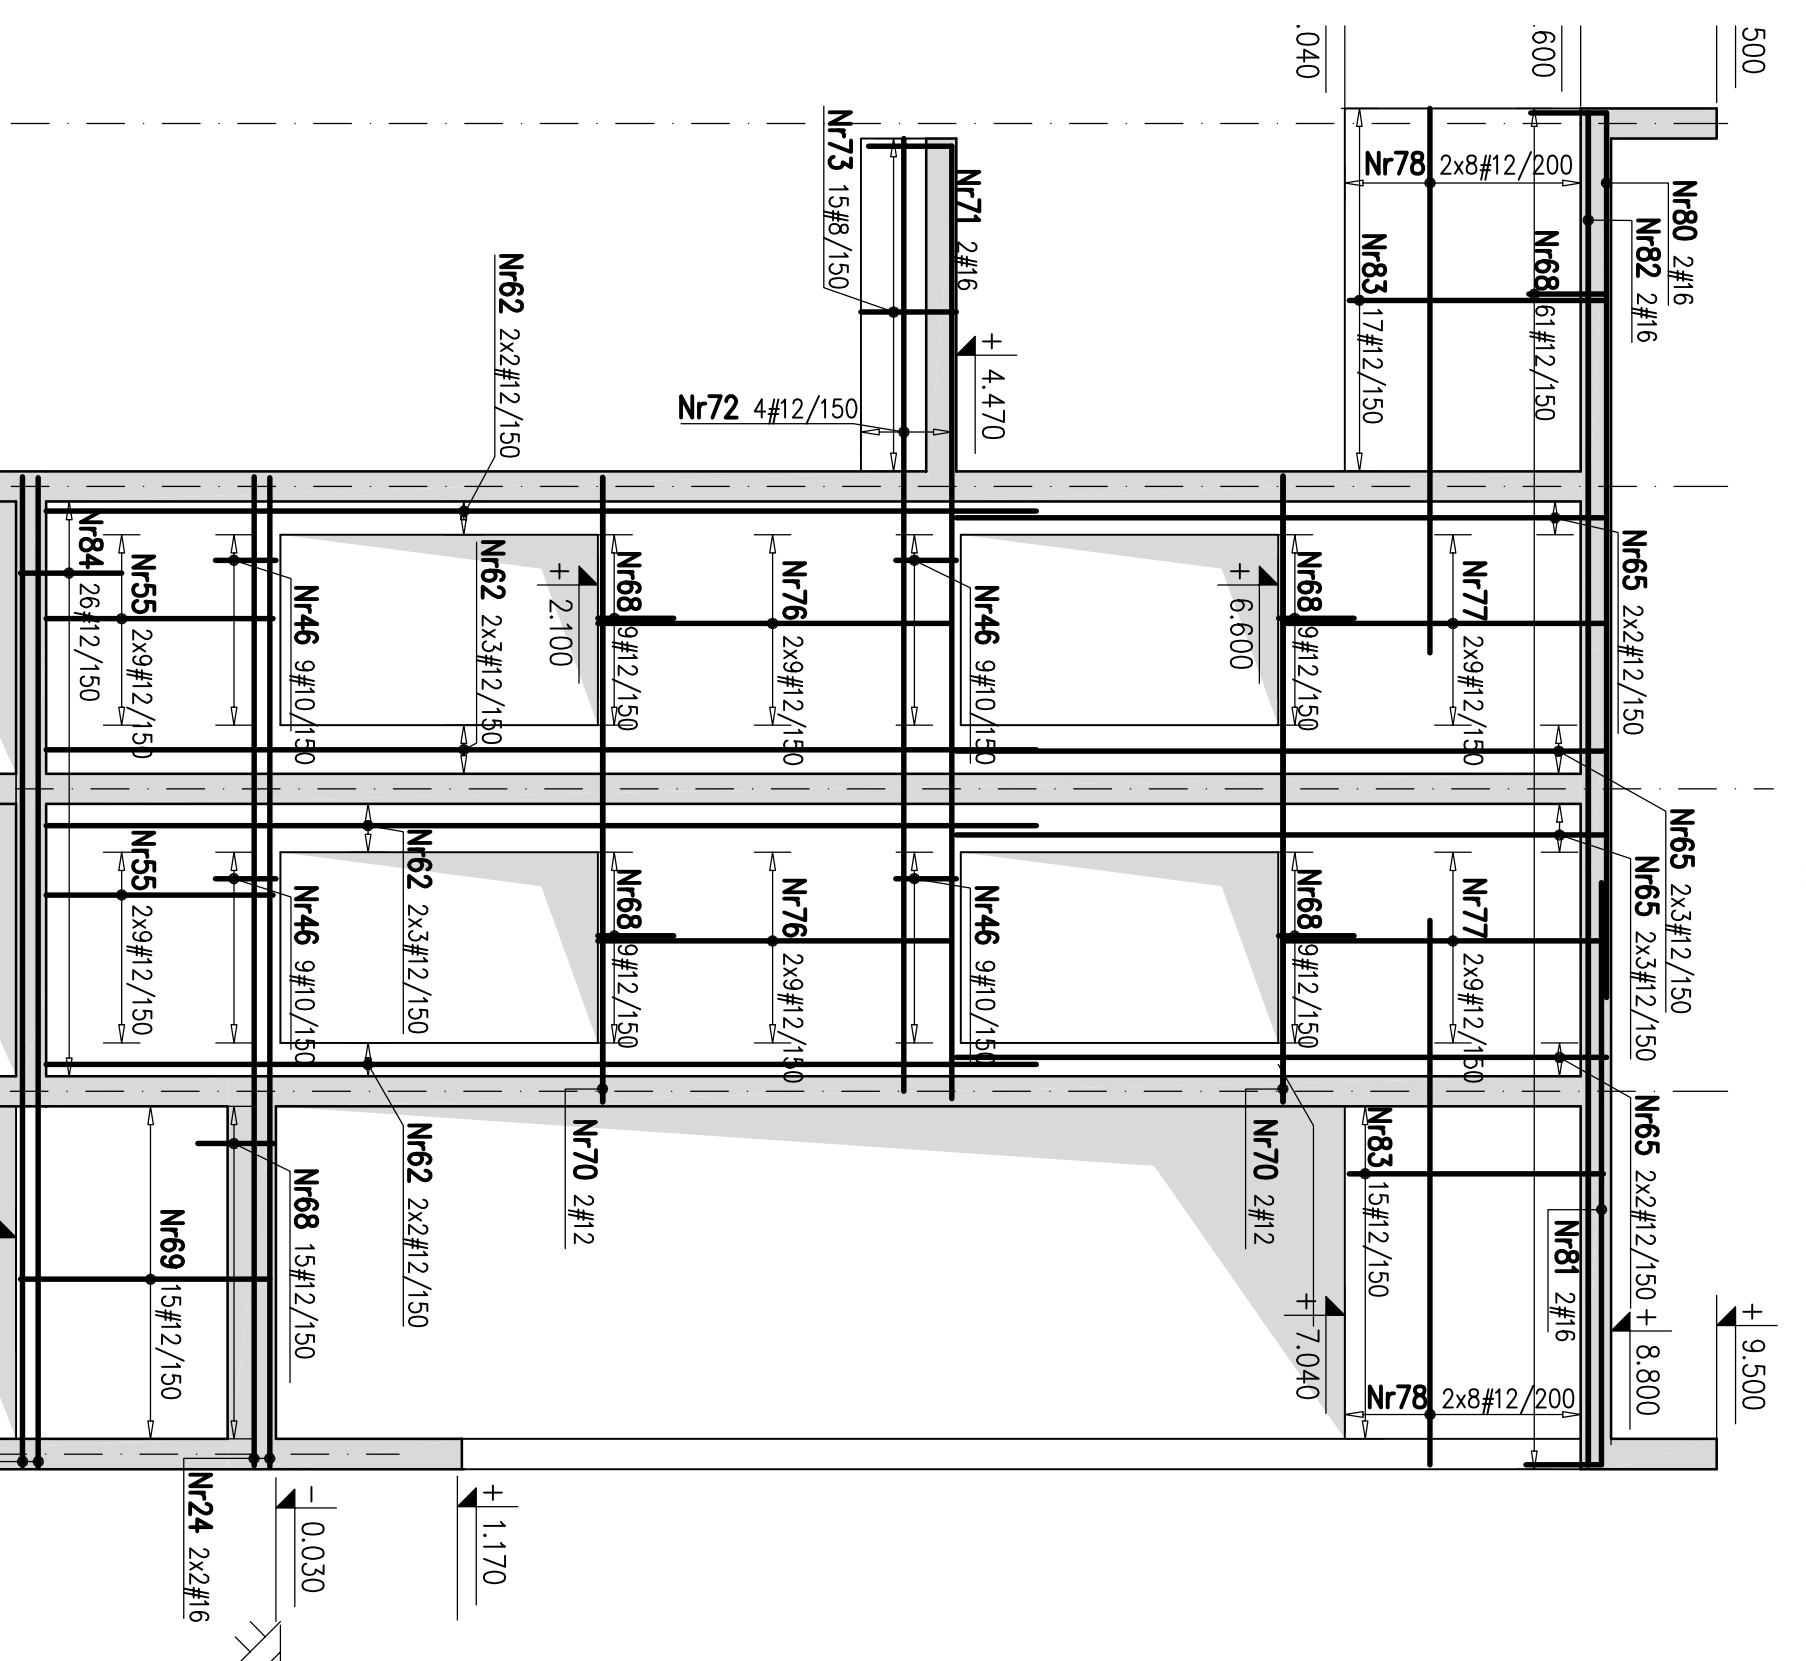 .040
.600
500
Nr73 15#8/150
Nr71 2#16
Nr78 2x8#12/200
Nr80 2#16
Nr82 2#16
Nr83 17#12/150
Nr68 61#12/150
Nr62 2x2#12/150
+ 4.470
Nr72 4#12/150
Nr84 26#12/150
Nr55 2x9#12/150
Nr46 9#10/150
Nr62 2x3#12/150
+ 2.100
Nr68 9#12/150
Nr76 2x9#12/150
Nr46 9#10/150
+ 6.600
Nr68 9#12/150
Nr77 2x9#12/150
Nr65 2x2#12/150
Nr65 2x3#12/150
Nr55 2x9#12/150
Nr46 9#10/150
Nr62 2x3#12/150
Nr68 9#12/150
Nr76 2x9#12/150
Nr46 9#10/150
Nr68 9#12/150
Nr77 2x9#12/150
Nr65 2x3#12/150
Nr69 15#12/150
Nr68 15#12/150
Nr62 2x2#12/150
Nr70 2#12
Nr70 2#12
+ 7.040
Nr83 15#12/150
Nr81 2#16
Nr65 2x2#12/150
+ 8.800
+ 9.500
Nr78 2x8#12/200
Nr24 2x2#16
- 0.030
+ 1.170